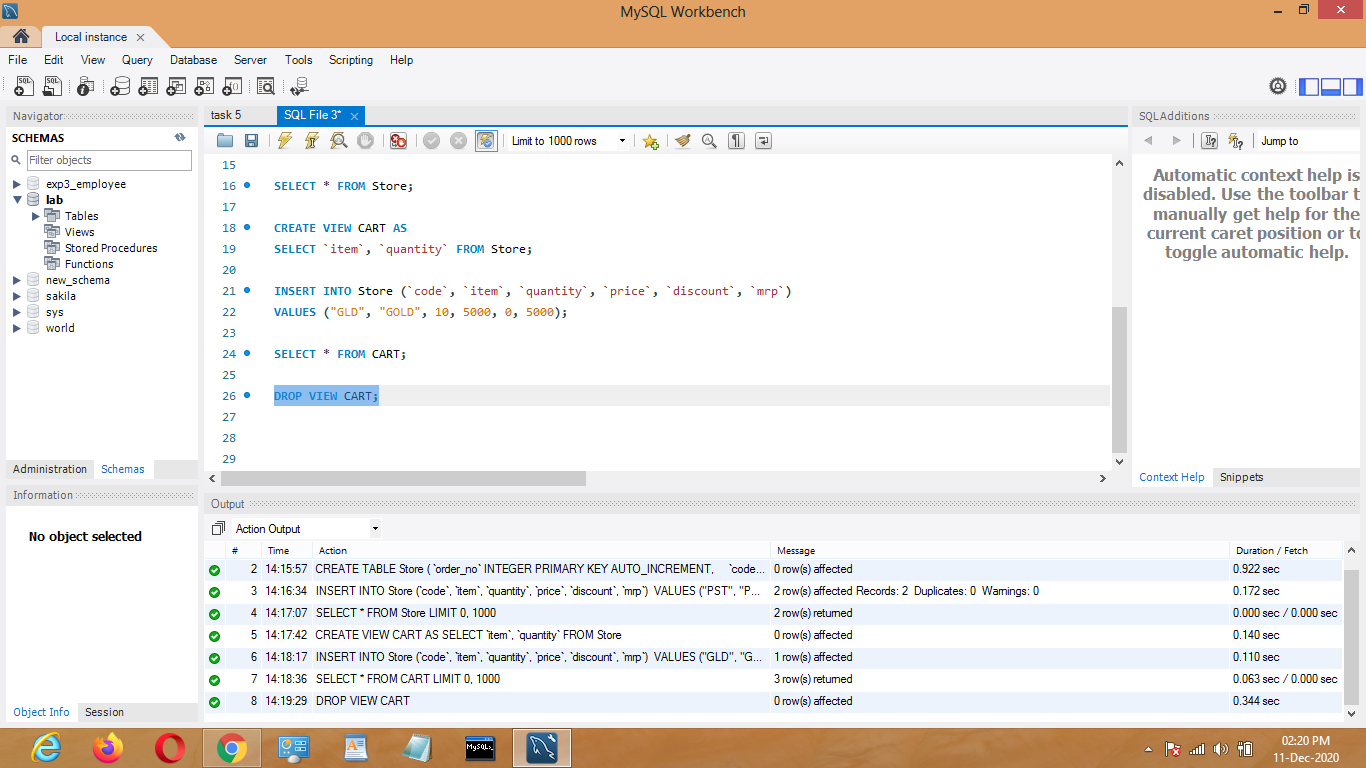 MySQL Workbench
Local instance
File Edit View Query Database Server Tools Scripting Help
Navigator
SCHEMAS
Filter objects
exp3_employee
lab
Tables
Views
Stored Procedures
Functions
new_schema
sakila
sys
world
Administration Schemas
Information
No object selected
Object Info Session
task 5 SQL File 3*
Limit to 1000 rows
15
16 SELECT * FROM Store;
17
18 CREATE VIEW CART AS
19 SELECT `item`, `quantity` FROM Store;
20
21 INSERT INTO Store (`code`, `item`, `quantity`, `price`, `discount`, `mrp`)
22 VALUES ("GLD", "GOLD", 10, 5000, 0, 5000);
23
24 SELECT * FROM CART;
25
26 DROP VIEW CART;
27
28
29
SQLAdditions
Jump to
Automatic context help is
disabled. Use the toolbar t
manually get help for the
current caret position or to
toggle automatic help.
Context Help Snippets
Output
Action Output
# Time Action Message Duration / Fetch
2 14:15:57 CREATE TABLE Store ( `order_no` INTEGER PRIMARY KEY AUTO_INCREMENT, `code... 0 row(s) affected 0.922 sec
3 14:16:34 INSERT INTO Store (`code`, `item`, `quantity`, `price`, `discount`, `mrp`) VALUES ("PST", "P... 2 row(s) affected Records: 2 Duplicates: 0 Warnings: 0 0.172 sec
4 14:17:07 SELECT * FROM Store LIMIT 0, 1000 2 row(s) returned 0.000 sec / 0.000 sec
5 14:17:42 CREATE VIEW CART AS SELECT `item`, `quantity` FROM Store 0 row(s) affected 0.140 sec
6 14:18:17 INSERT INTO Store (`code`, `item`, `quantity`, `price`, `discount`, `mrp`) VALUES ("GLD", "G... 1 row(s) affected 0.110 sec
7 14:18:36 SELECT * FROM CART LIMIT 0, 1000 3 row(s) returned 0.063 sec / 0.000 sec
8 14:19:29 DROP VIEW CART 0 row(s) affected 0.344 sec
02:20 PM
11-Dec-2020